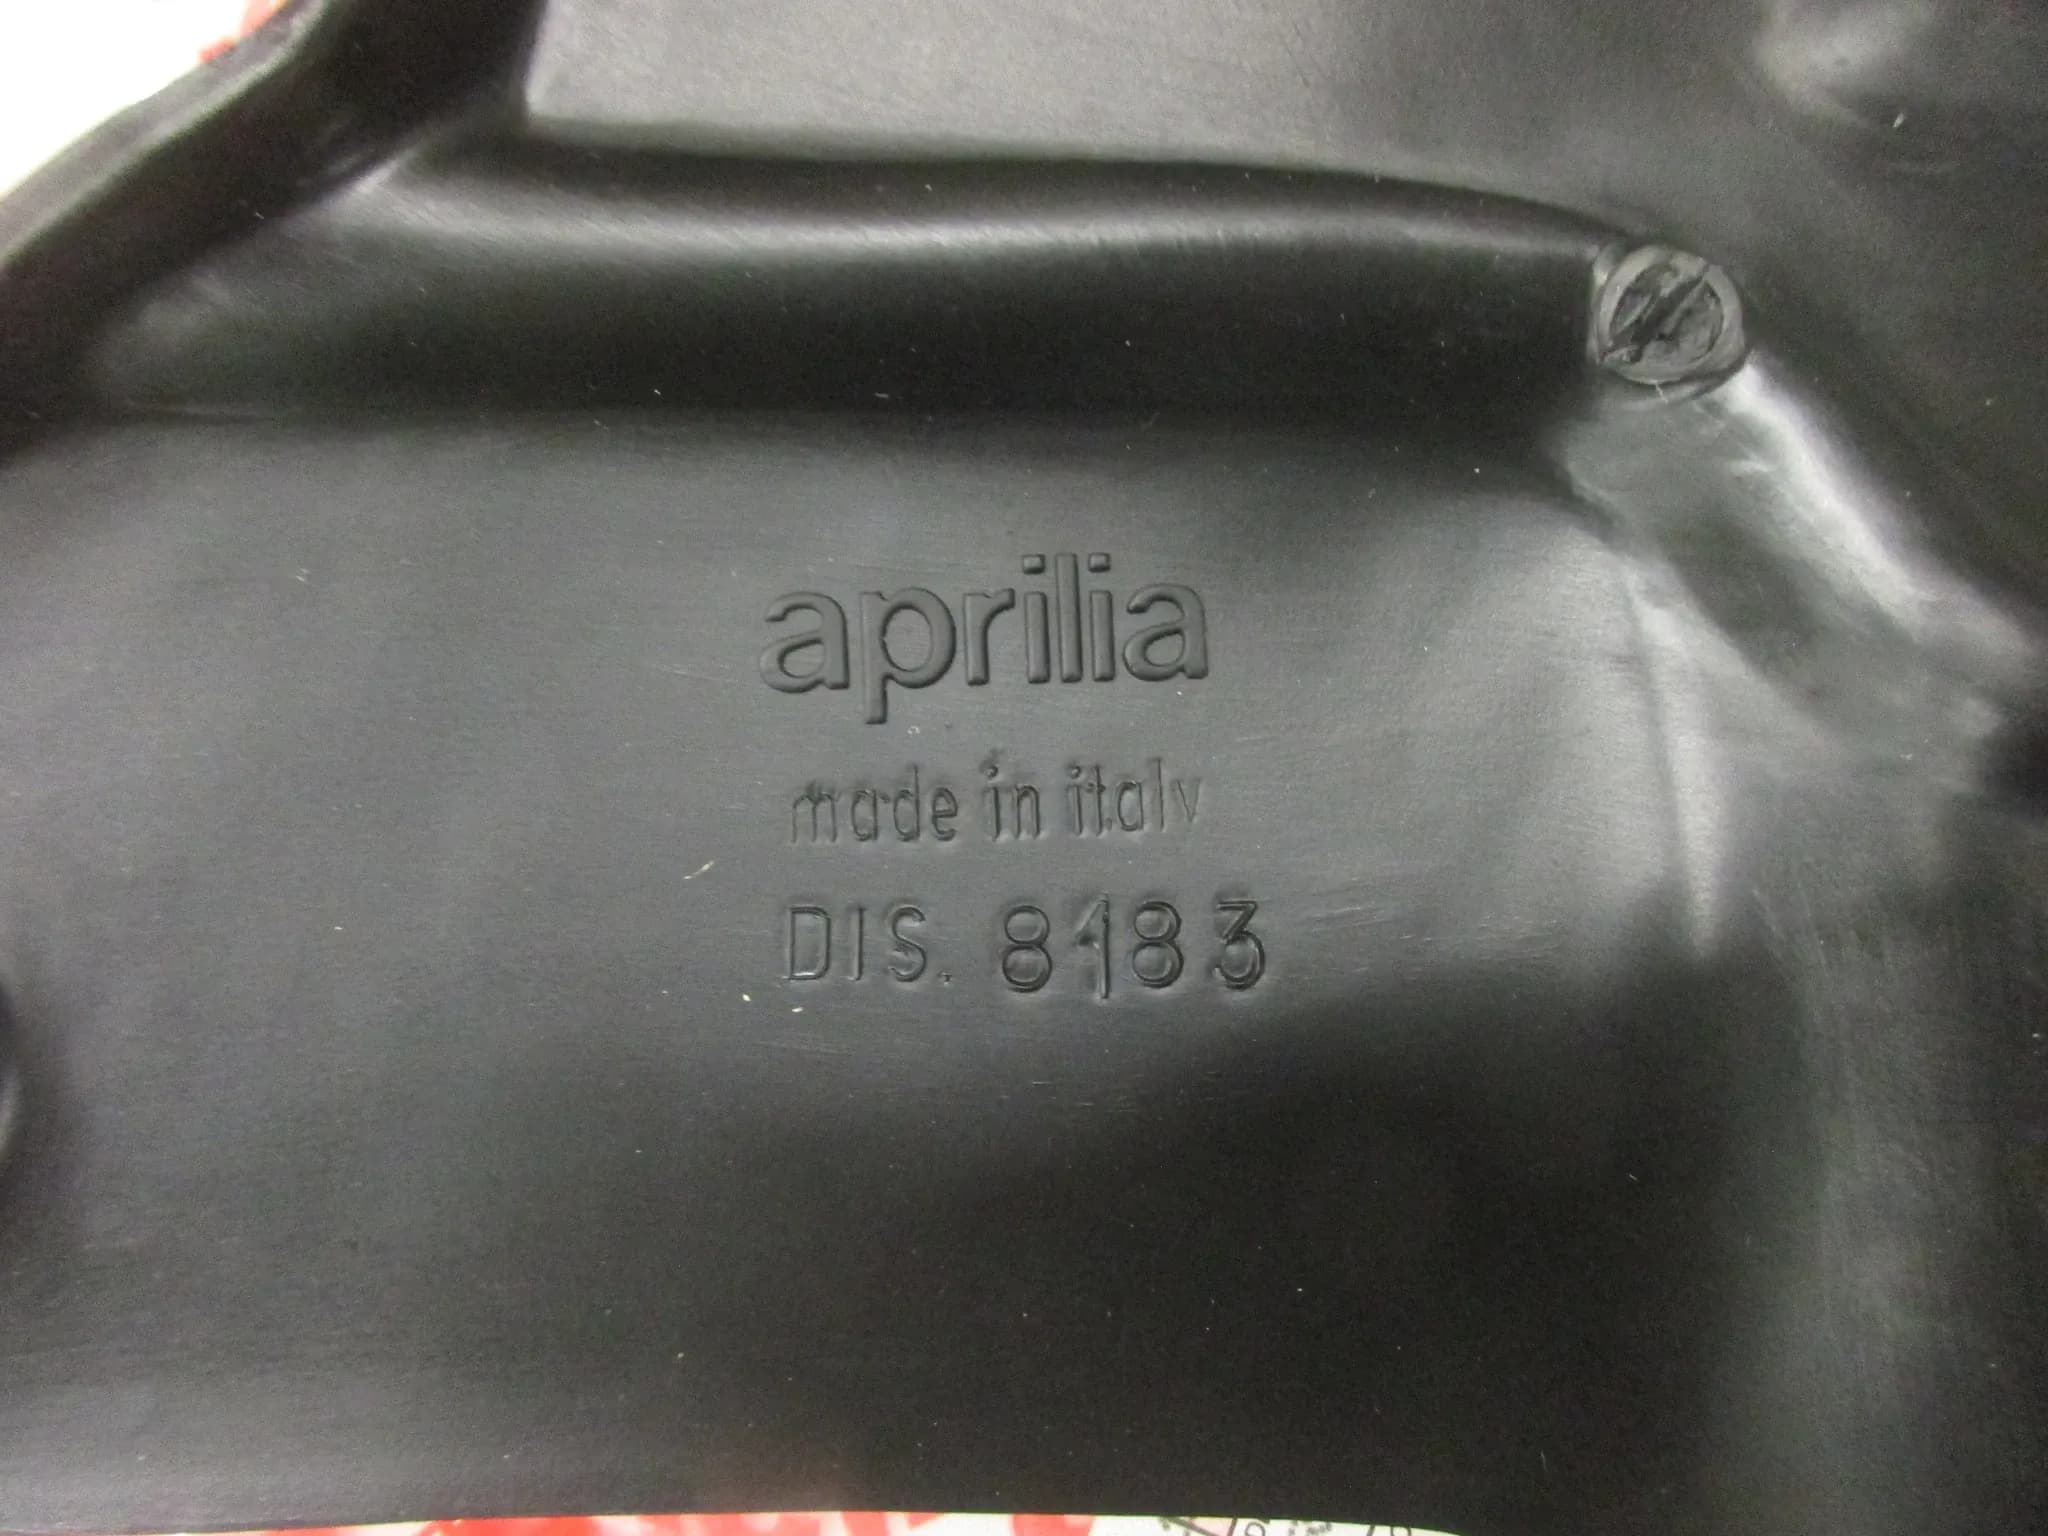 aprilia
made in italy
DIS. 8183